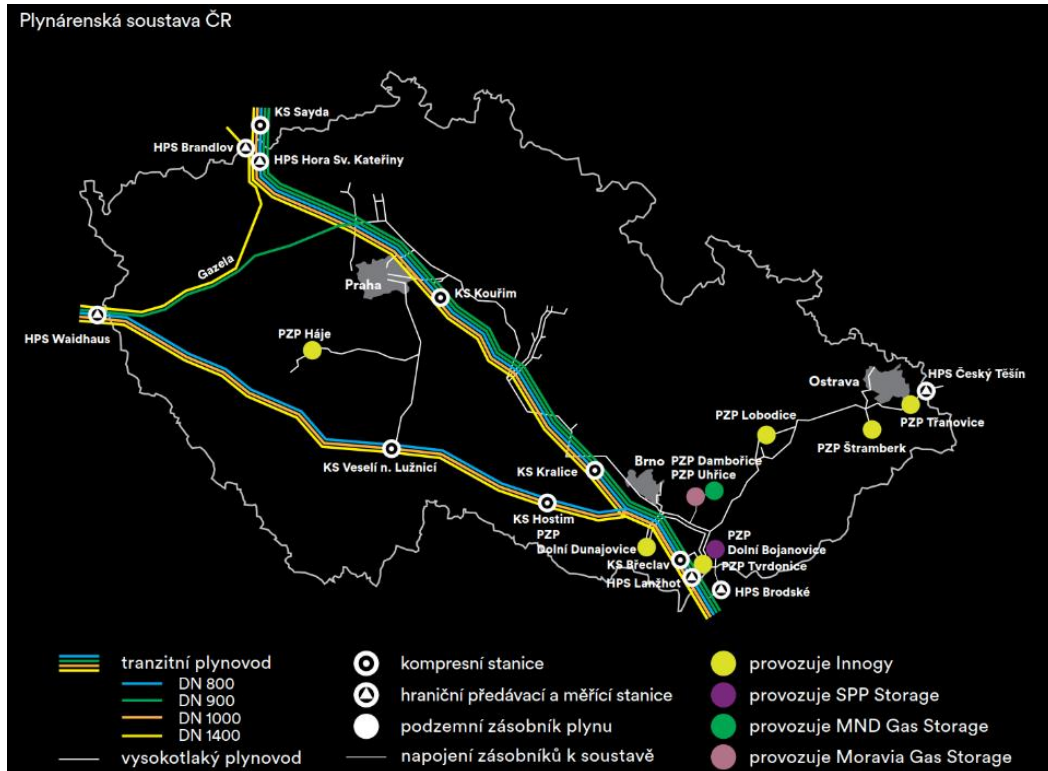 Plynárenská soustava ČR
KS Sayda
HPS Brandlov
HPS Hora Sv. Kateřiny
Gazela
Praha
KS Kouřim
HPS Waidhaus
PZP Háje
HPS Český Těšín
Ostrava
PZP Lobodice
PZP Třanovice
PZP Štramberk
KS Veselí n. Lužnicí
KS Kralice
Brno
PZP Dambořice
PZP Uhřice
KS Hostim
PZP
Dolní Dunajovice
PZP
Dolní Bojanovice
KS Břeclav
PZP Tvrdonice
HPS Lanžhot
HPS Brodské
tranzitní plynovod
DN 800
DN 900
DN 1000
DN 1400
vysokotlaký plynovod
kompresní stanice
hraniční předávací a měřící stanice
podzemní zásobník plynu
napojení zásobníků k soustavě
provozuje Innogy
provozuje SPP Storage
provozuje MND Gas Storage
provozuje Moravia Gas Storage